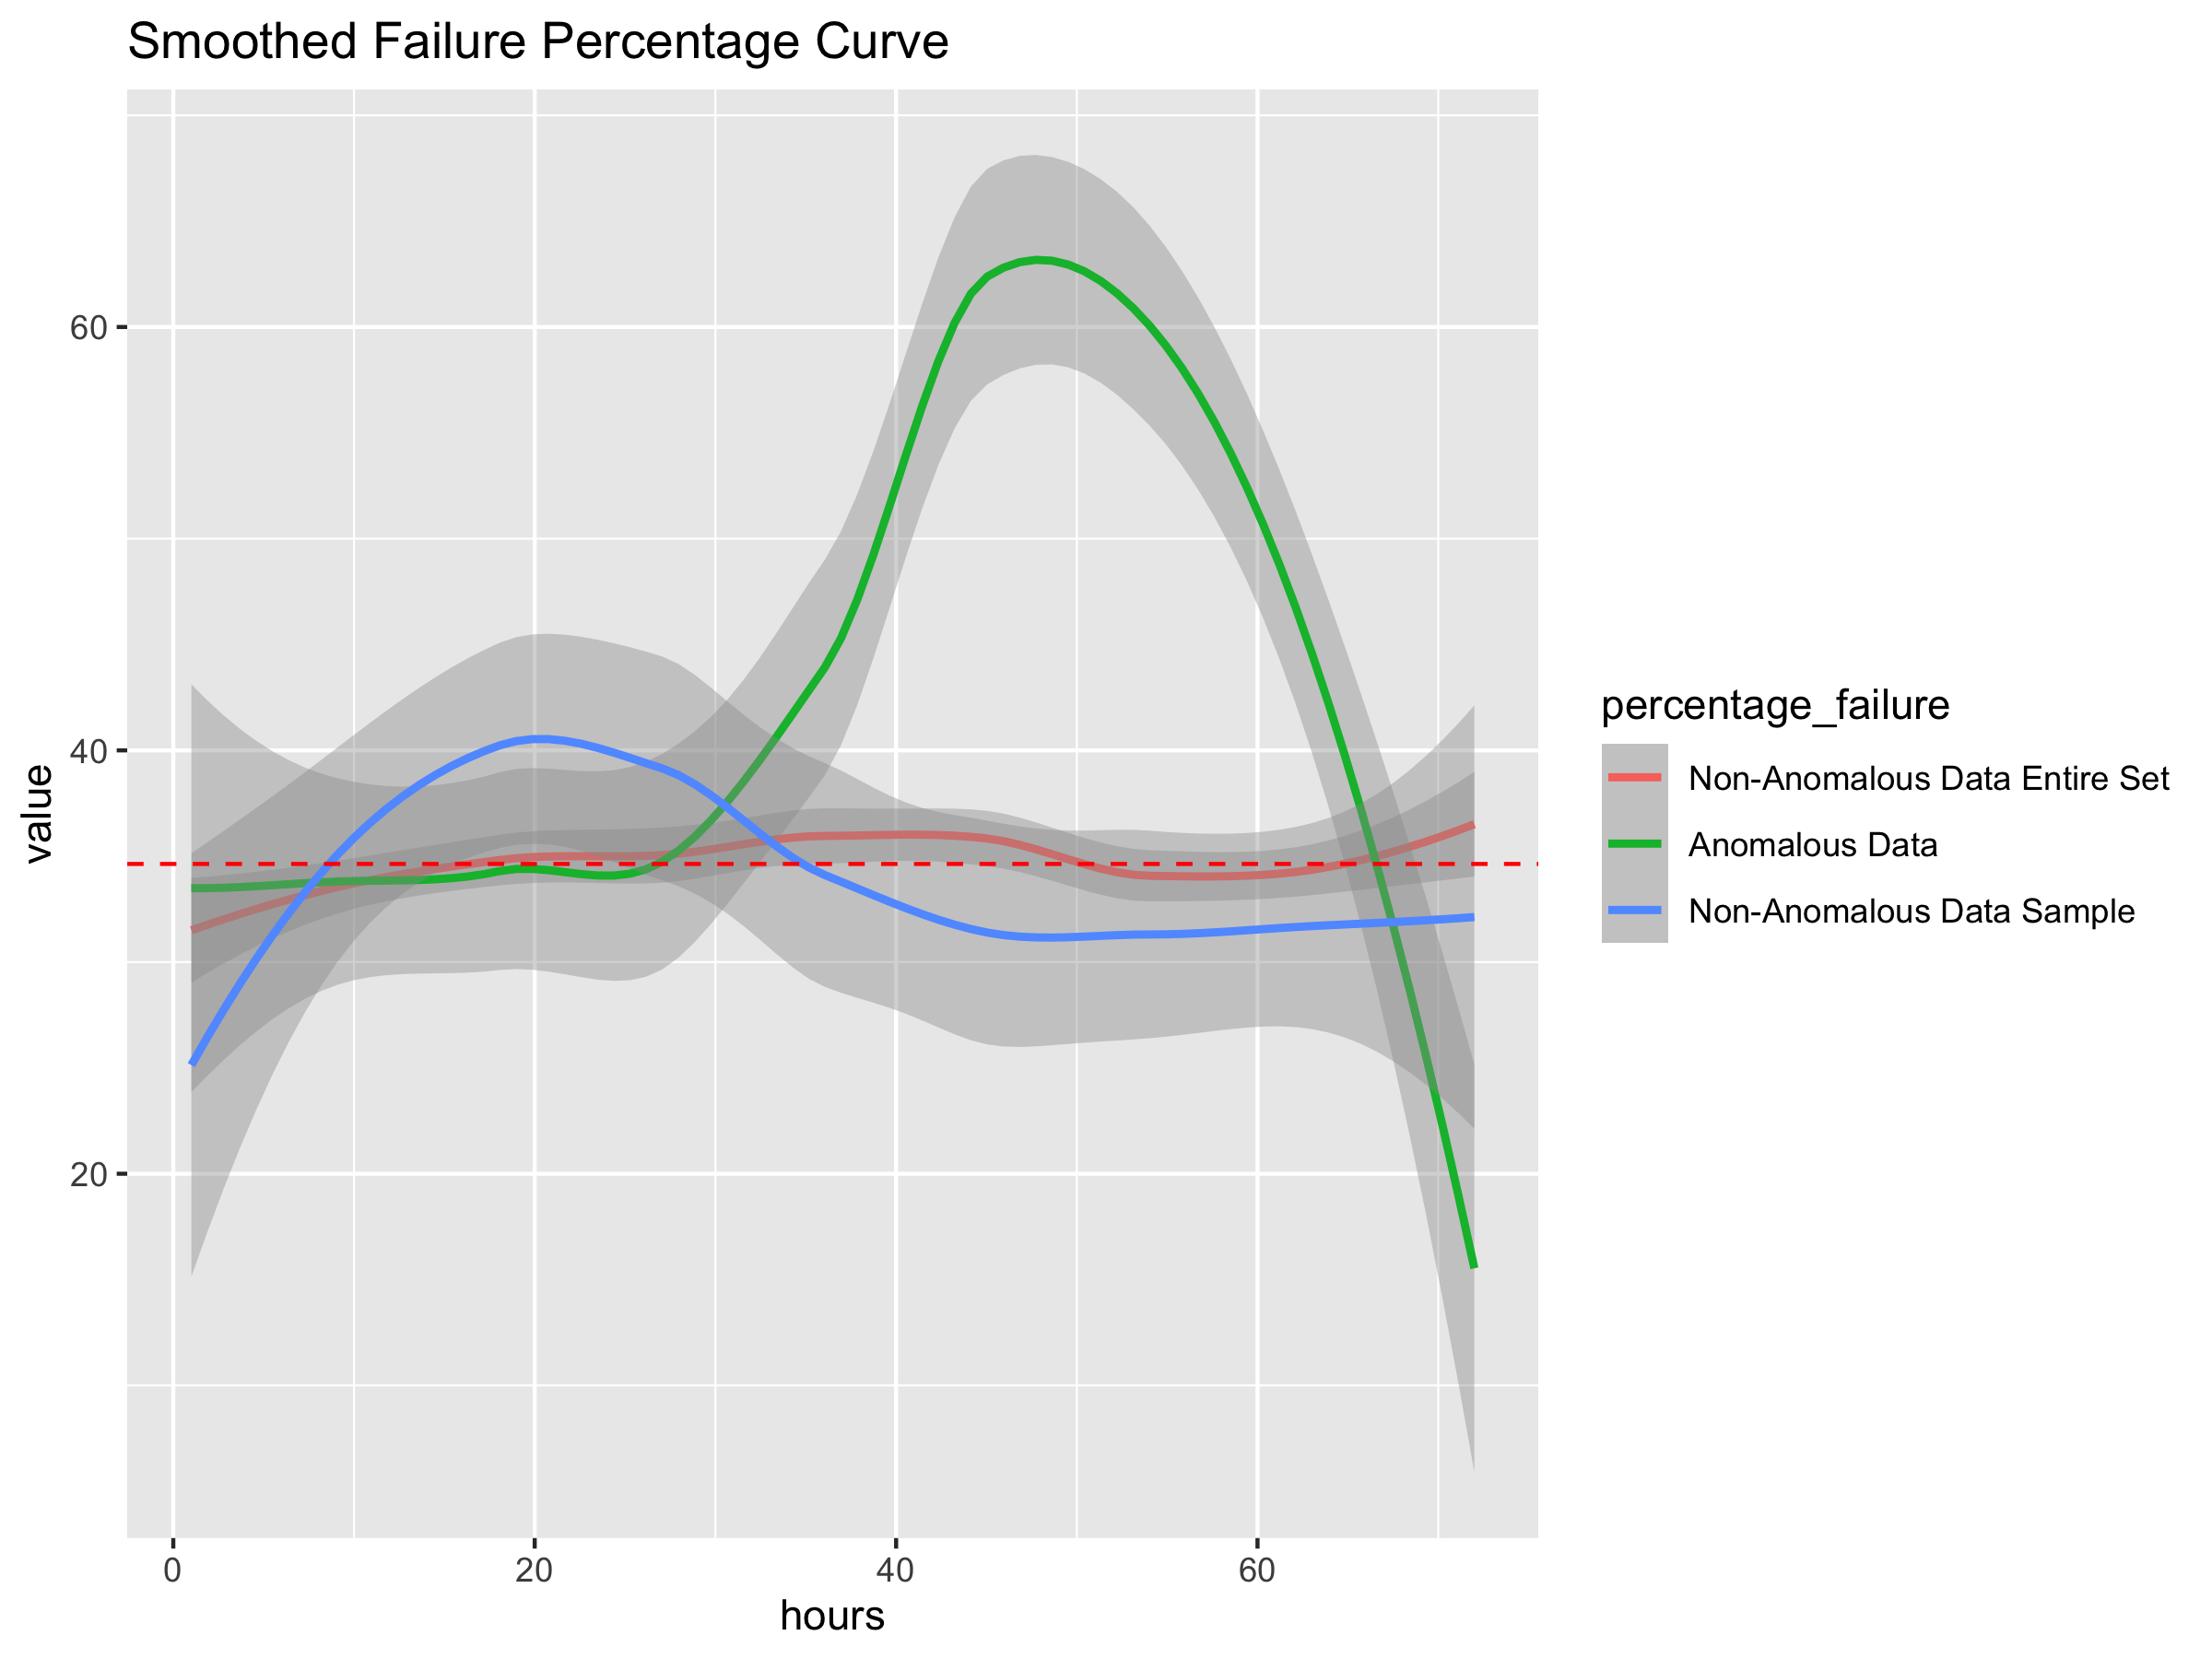 Smoothed Failure Percentage Curve
value
60
40
20
0 20 40 60
hours
percentage_failure
Non-Anomalous Data Entire Set
Anomalous Data
Non-Anomalous Data Sample